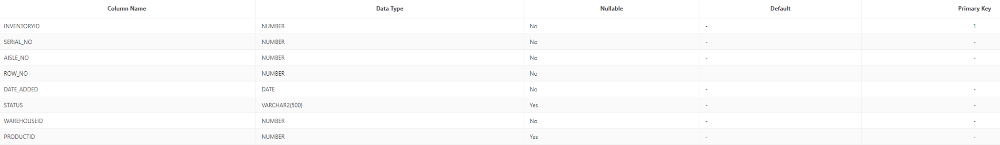 Column Name Data Type Nullable Default Primary Key
INVENTORYID NUMBER No - 1
SERIAL_NO NUMBER No - -
AISLE_NO NUMBER No - -
ROW_NO NUMBER No - -
DATE_ADDED DATE No - -
STATUS VARCHAR2(500) Yes - -
WAREHOUSEID NUMBER No - -
PRODUCTID NUMBER Yes - -